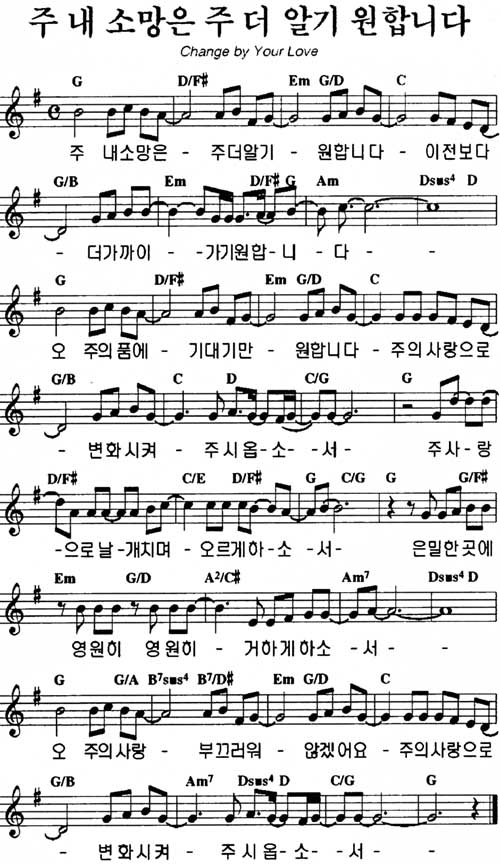 주 내 소망은 주 더 알기 원합니다
Change by Your Love
G D/F# Em G/D C
주 내소망은 - 주더알기 - 원합니다 - 이전보다
G/B Em D/F# G Am Dsus4 D
- 더가까이 - 가기원합 - 니 - 다 - -
G D/F# Em G/D C
오 주의품에 - 기대기만 - 원합니다 - 주의사랑으로
G/B C D C/G G
- 변화시켜 - 주시옵-소- - 서- 주사-랑
D/F# C/E D/F# G C/G G G/F#
-으로날-개치며 - 오르게하-소 - 서- 은밀한곳에
Em G/D A2/C# Am7 Dsus4 D
영원히 영원히 - 거하게하소 - 서 - -
G G/A B7sus4 B7/D# Em G/D C
오 주의사랑 - 부끄러워 - 않겠어요 - 주의사랑으로
G/B Am7 Dsus4 D C/G G
- 변화시켜 - 주시옵-소- - 서- -